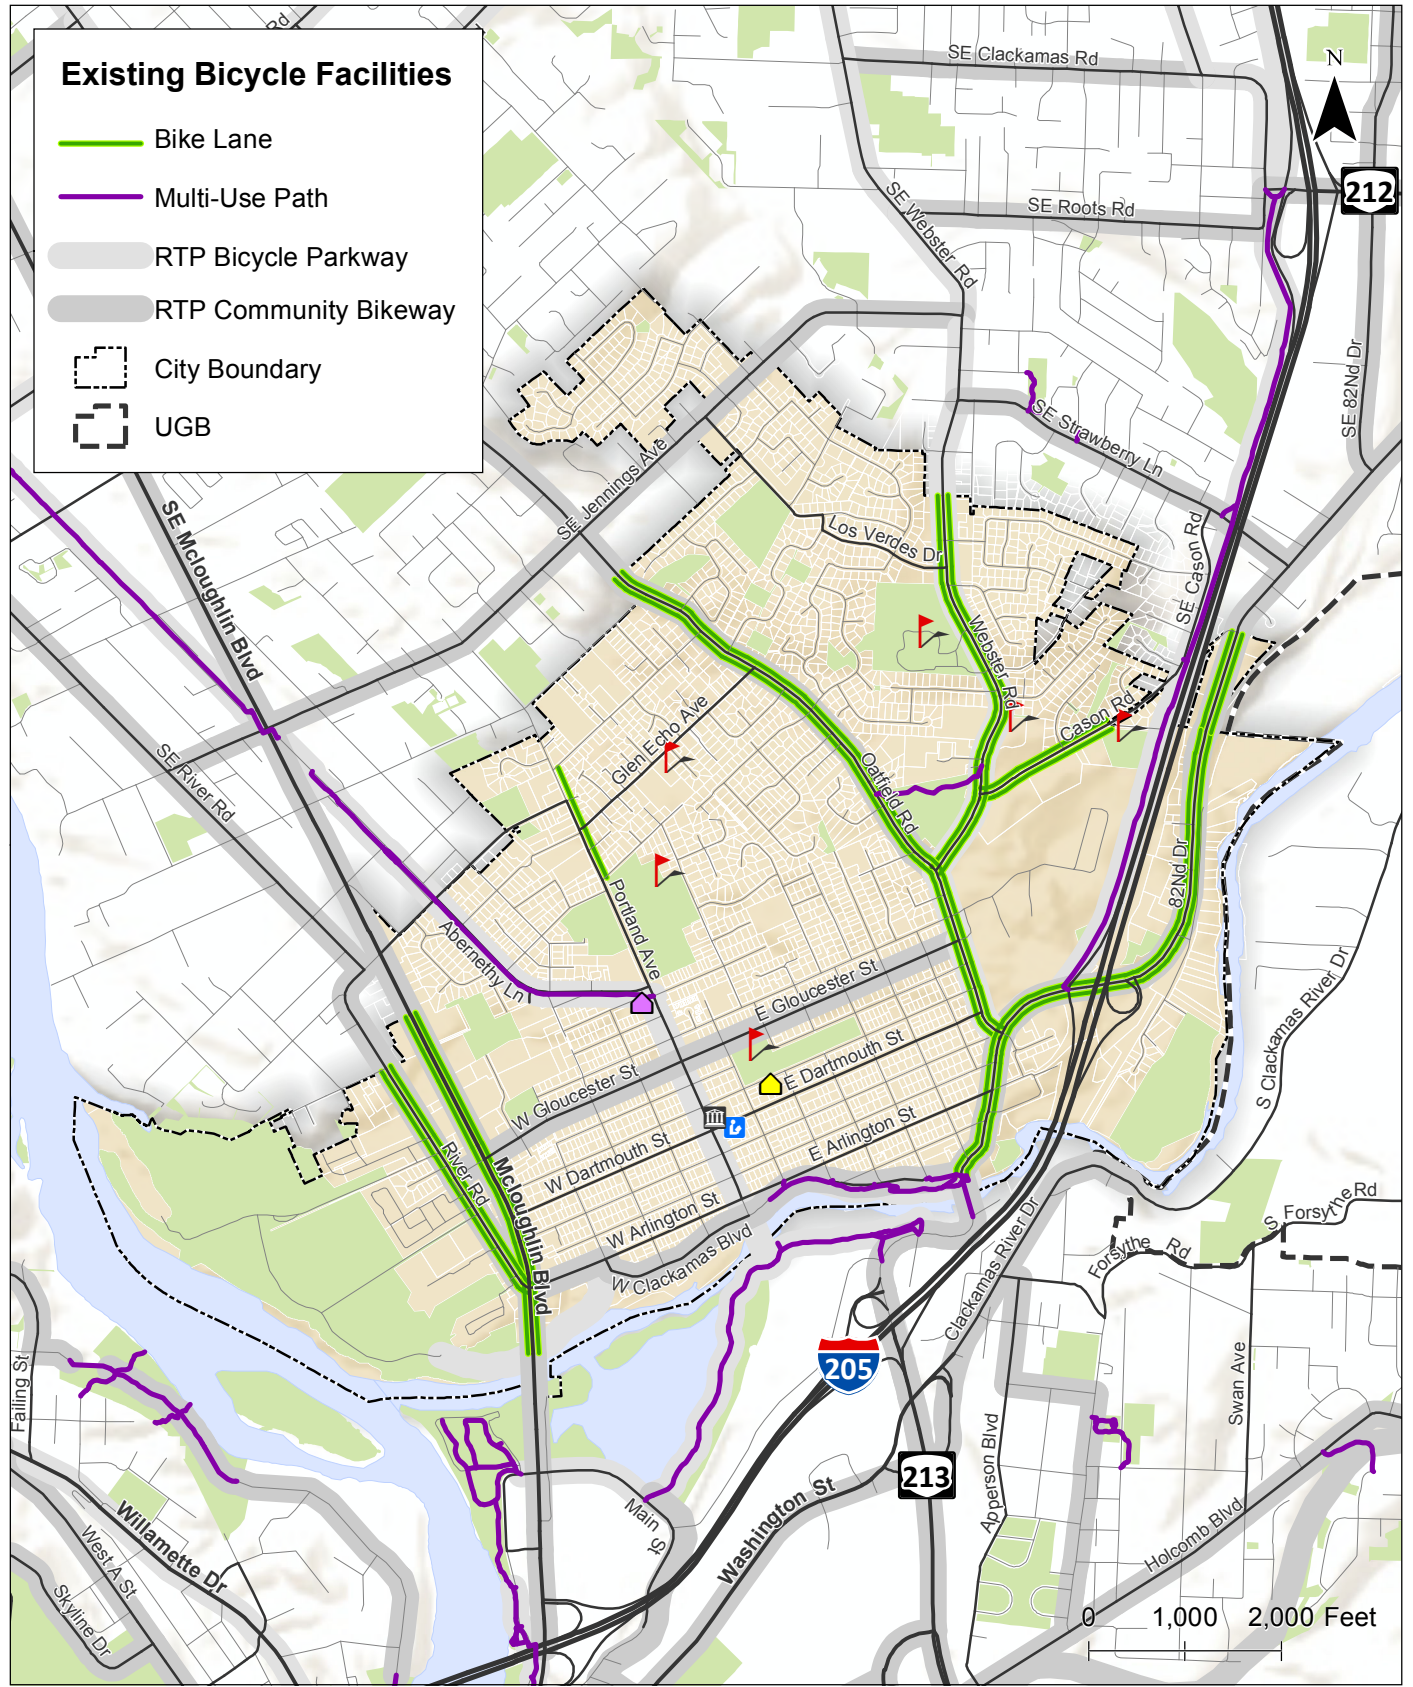 Rd
Existing Bicycle Facilities
Bike Lane
Multi-Use Path
RTP Bicycle Parkway
RTP Community Bikeway
City Boundary
UGB
SE Clackamas Rd
N
212
SE Webster Rd
SE Roots Rd
SE 82Nd Dr
SE Strawberry Ln
SE Jennings Ave
SE Mcloughlin Blvd
Los Verdes Dr
SE Cason Rd
Webster Rd
Cason Rd
Glen Echo Ave
SE River Rd
Oatfield Rd
82Nd Dr
Portland Ave
Abernethy Ln
E Gloucester St
S Clackamas River Dr
W Gloucester St
E Dartmouth St
E Arlington St
W Dartmouth St
River Rd
Mcloughlin Blvd
W Arlington St
W Clackamas Blvd
S Forsythe Rd
Forsythe Rd
Clackamas River Dr
205
Failing St
Swan Ave
213
Apperson Blvd
Main St
Washington St
Willamette Dr
West A St
Skyline Dr
Holcomb Blvd
0 1,000 2,000 Feet